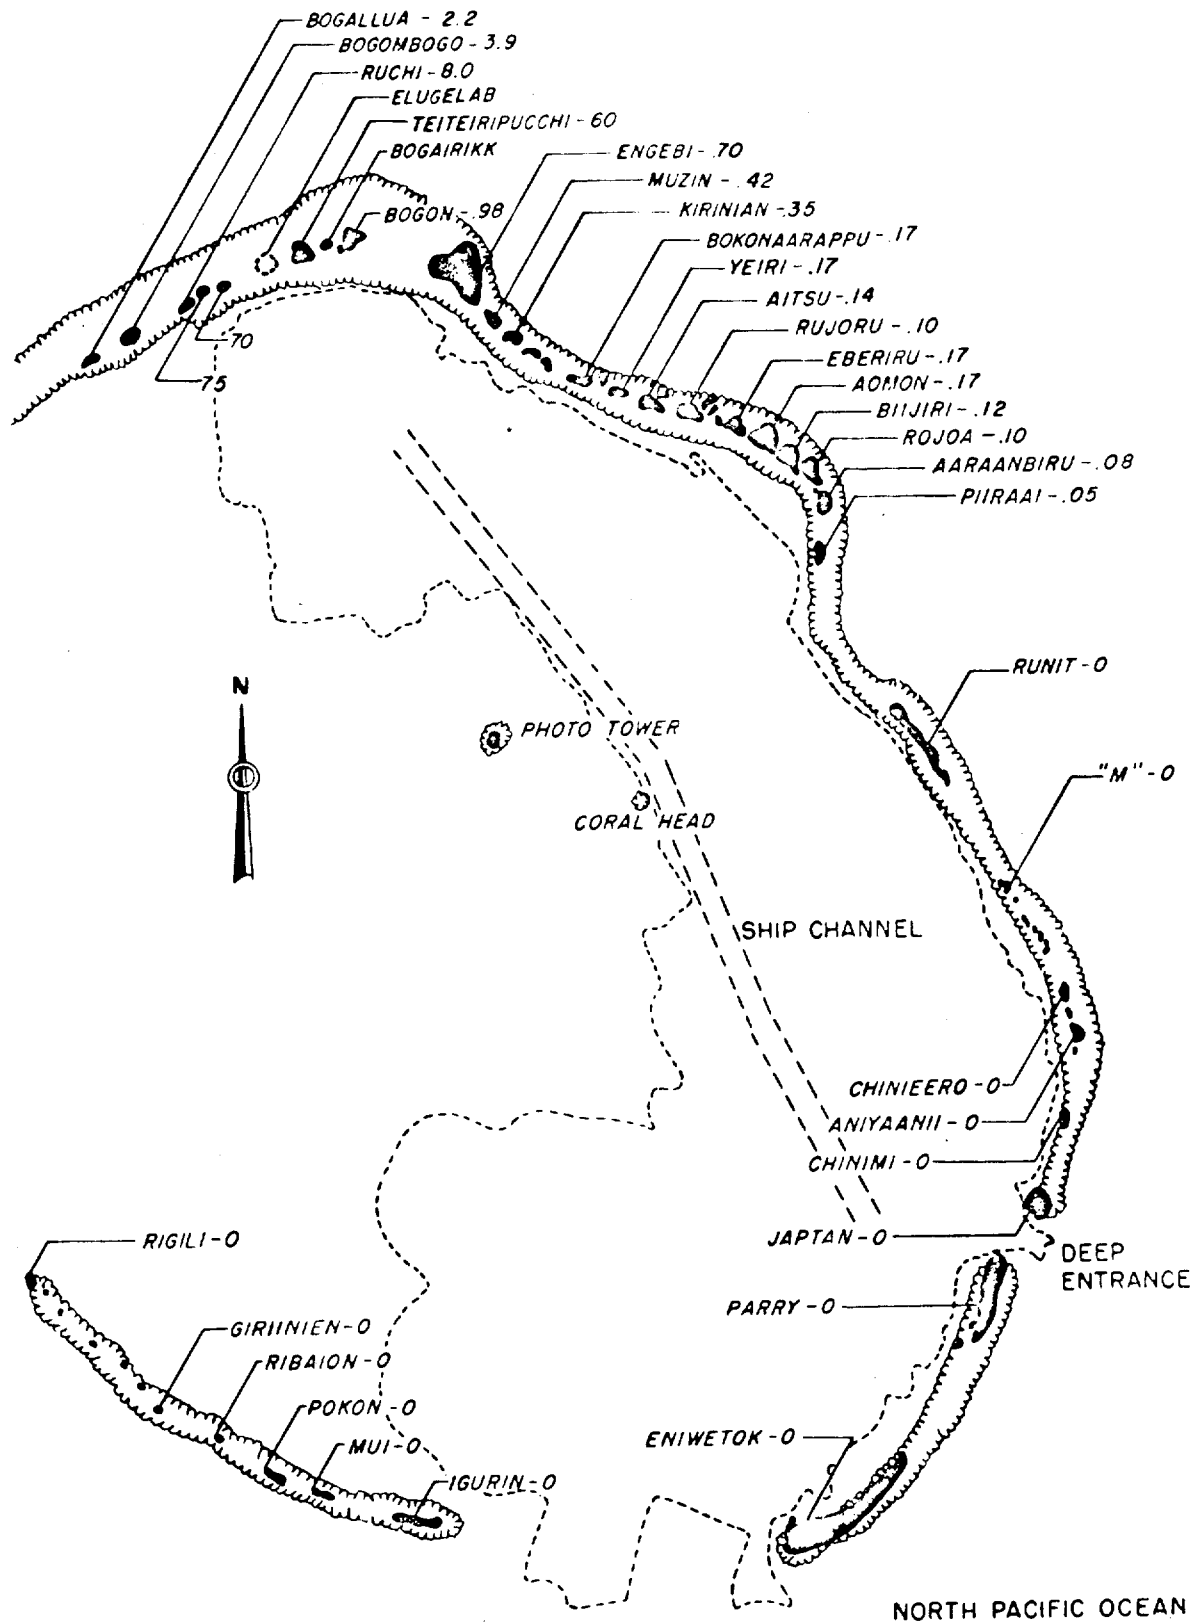 BOGALLUA - 2.2
BOGOMBOGO - 3.9
RUCHI - 8.0
ELUGELAB
TEITEIRIPUCCHI - 60
BOGAIRIKK
ENGEBI - .70
MUZIN - .42
BOGON - .98
KIRINIAN - .35
BOKONAARAPPU - .17
YEIRI - .17
AITSU - .14
RUJORU - .10
70
EBERIRU - .17
75
AOMON - .17
BIIJIRI - .12
ROJOA - .10
AARAANBIRU - .08
PIIRAAI - .05
RUNIT - 0
N
PHOTO TOWER
"M" - 0
CORAL HEAD
SHIP CHANNEL
CHINIEERO - 0
ANIYAANII - 0
CHINIMI - 0
JAPTAN - 0
RIGILI - 0
DEEP
ENTRANCE
PARRY - 0
GIRIINIEN - 0
RIBAION - 0
POKON - 0
MUI - 0
ENIWETOK - 0
IGURIN - 0
NORTH PACIFIC OCEAN